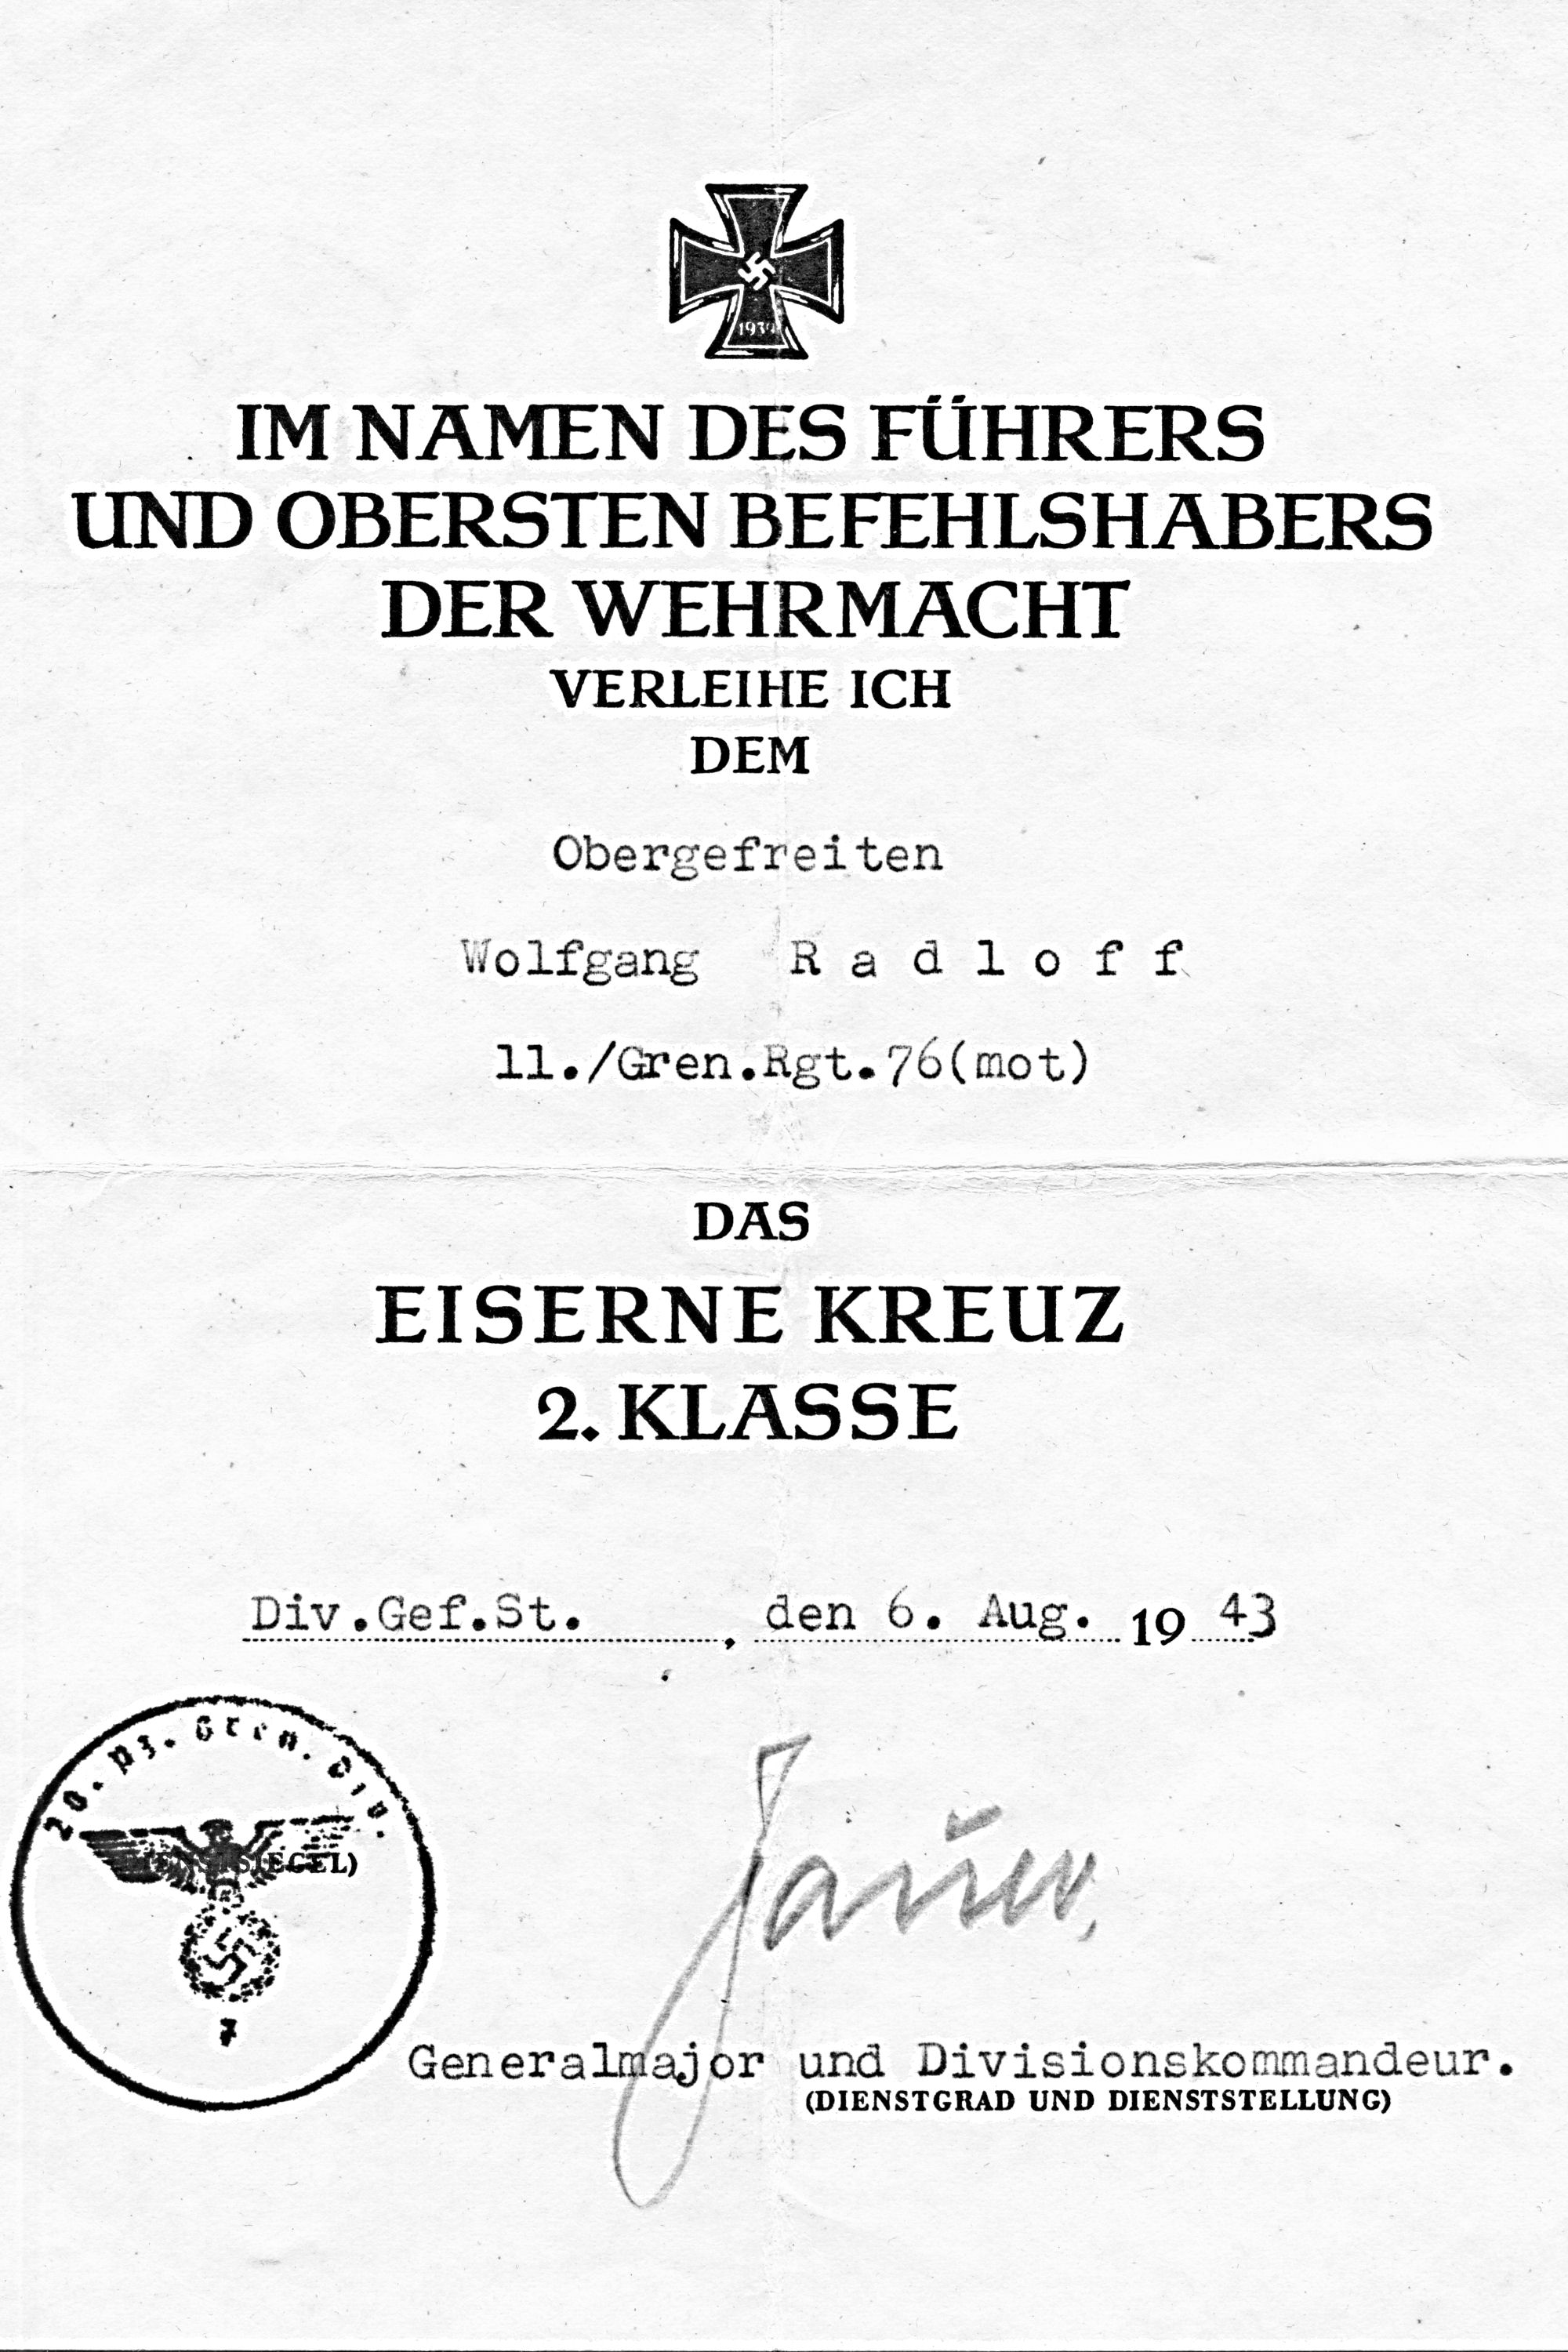 1939
IM NAMEN DES FÜHRERS
UND OBERSTEN BEFEHLSHABERS
DER WEHRMACHT
VERLEIHE ICH
DEM
Obergefreiten
Wolfgang R a d l o f f
11./Gren.Rgt.76(mot)
DAS
EISERNE KREUZ
2. KLASSE
Div.Gef.St. , den 6. Aug. 19 43
20. Pz. Gren. Div.
SIEGEL)
7
Generalmajor und Divisionskommandeur.
(DIENSTGRAD UND DIENSTSTELLUNG)